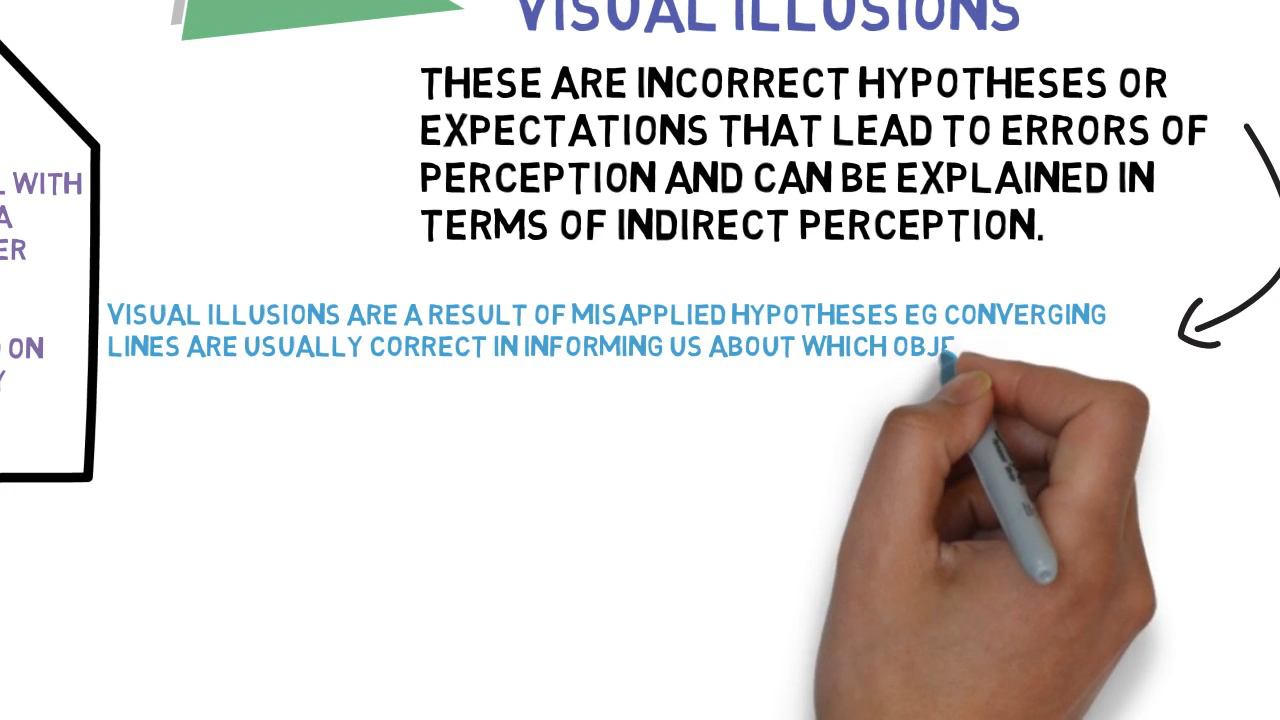 VISUAL ILLUSIONS
THESE ARE INCORRECT HYPOTHESES OR
EXPECTATIONS THAT LEAD TO ERRORS OF
PERCEPTION AND CAN BE EXPLAINED IN
TERMS OF INDIRECT PERCEPTION.
WITH
A
ER
ON
Y
VISUAL ILLUSIONS ARE A RESULT OF MISAPPLIED HYPOTHESES EG CONVERGING
LINES ARE USUALLY CORRECT IN INFORMING US ABOUT WHICH OBJE